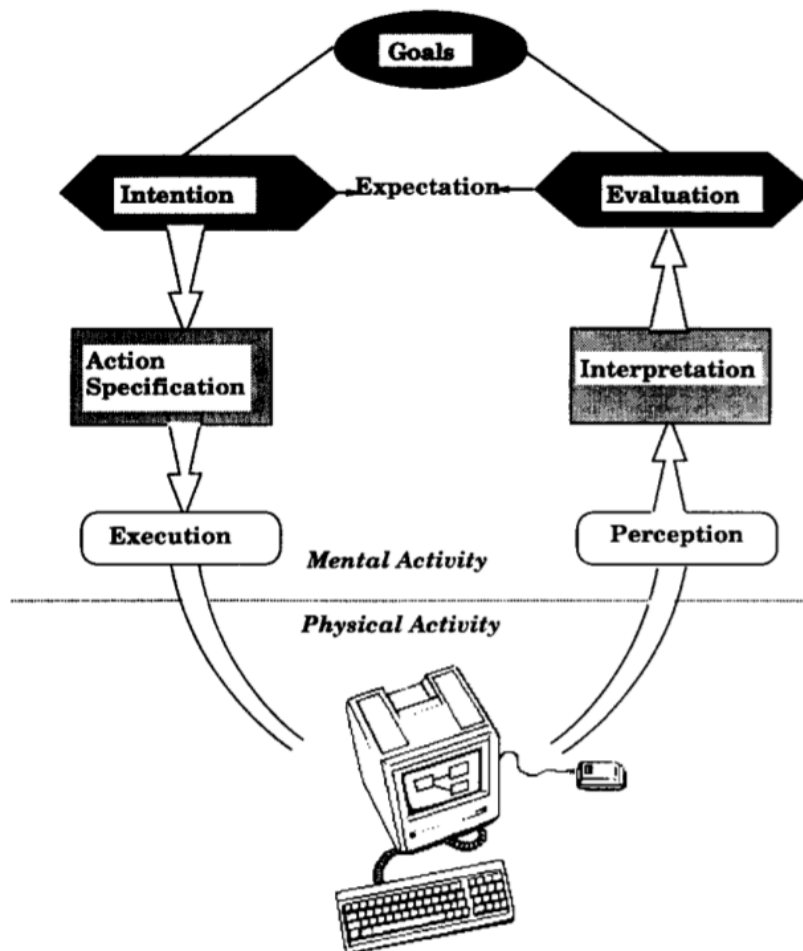 Goals
Intention
Expectation
Evaluation
Action
Specification
Interpretation
Execution
Perception
Mental Activity
Physical Activity